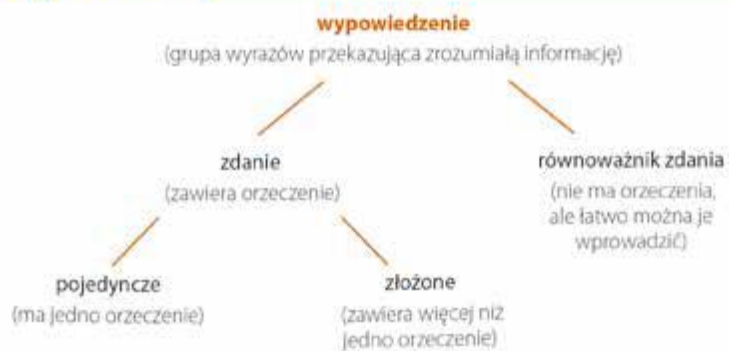 wypowiedzenie
(grupa wyrazów przekazująca zrozumiałą informację)
zdanie
(zawiera orzeczenie)
równoważnik zdania
(nie ma orzeczenia,
ale łatwo można je
wprowadzić)
pojedyncze
(ma jedno orzeczenie)
złożone
(zawiera więcej niż
jedno orzeczenie)